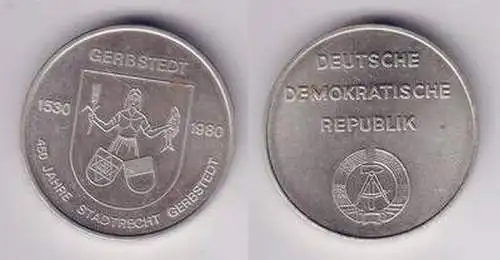 GERBSTEDT
1530
1980
450 JAHRE STADTRECHT GERBSTEDT
DEUTSCHE
DEMOKRATISCHE
REPUBLIK